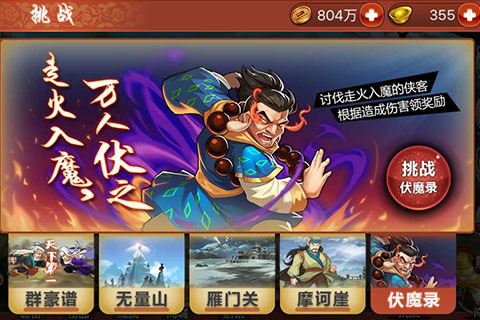 挑战
804万
355
走火入魔
万人伏之
讨伐走火入魔的侠客
根据造成伤害领奖励
挑战
伏魔录
天下第一
群豪谱
无量山
雁门关
摩诃崖
伏魔录